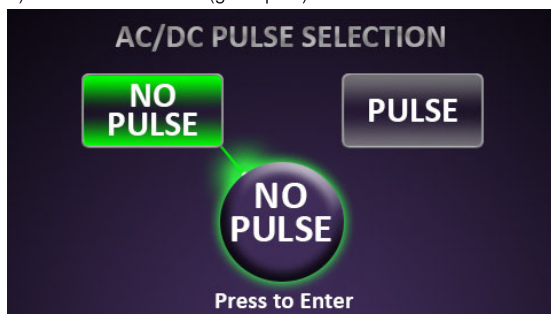 AC/DC PULSE SELECTION
NO
PULSE
PULSE
NO
PULSE
Press to Enter